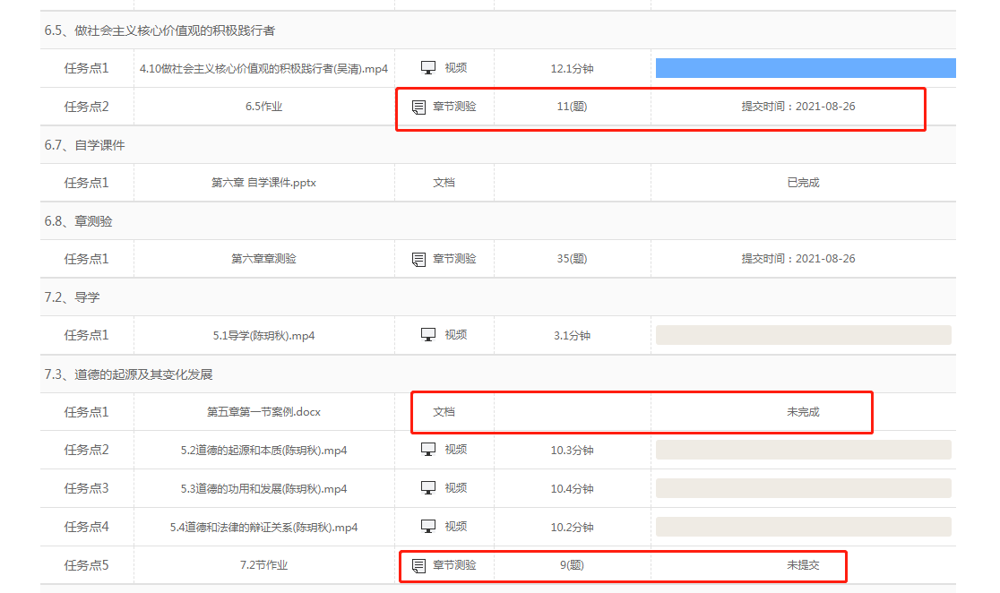 6.5、做社会主义核心价值观的积极践行者
任务点1 4.10做社会主义核心价值观的积极践行者(吴清).mp4 视频 12.1分钟
任务点2 6.5作业 章节测验 11(题) 提交时间：2021-08-26
6.7、自学课件
任务点1 第六章 自学课件.pptx 文档 已完成
6.8、章测验
任务点1 第六章章测验 章节测验 35(题) 提交时间：2021-08-26
7.2、导学
任务点1 5.1导学(陈玥秋).mp4 视频 3.1分钟
7.3、道德的起源及其变化发展
任务点1 第五章第一节案例.docx 文档 未完成
任务点2 5.2道德的起源和本质(陈玥秋).mp4 视频 10.3分钟
任务点3 5.3道德的功用和发展(陈玥秋).mp4 视频 10.4分钟
任务点4 5.4道德和法律的辩证关系(陈玥秋).mp4 视频 10.2分钟
任务点5 7.2节作业 章节测验 9(题) 未提交